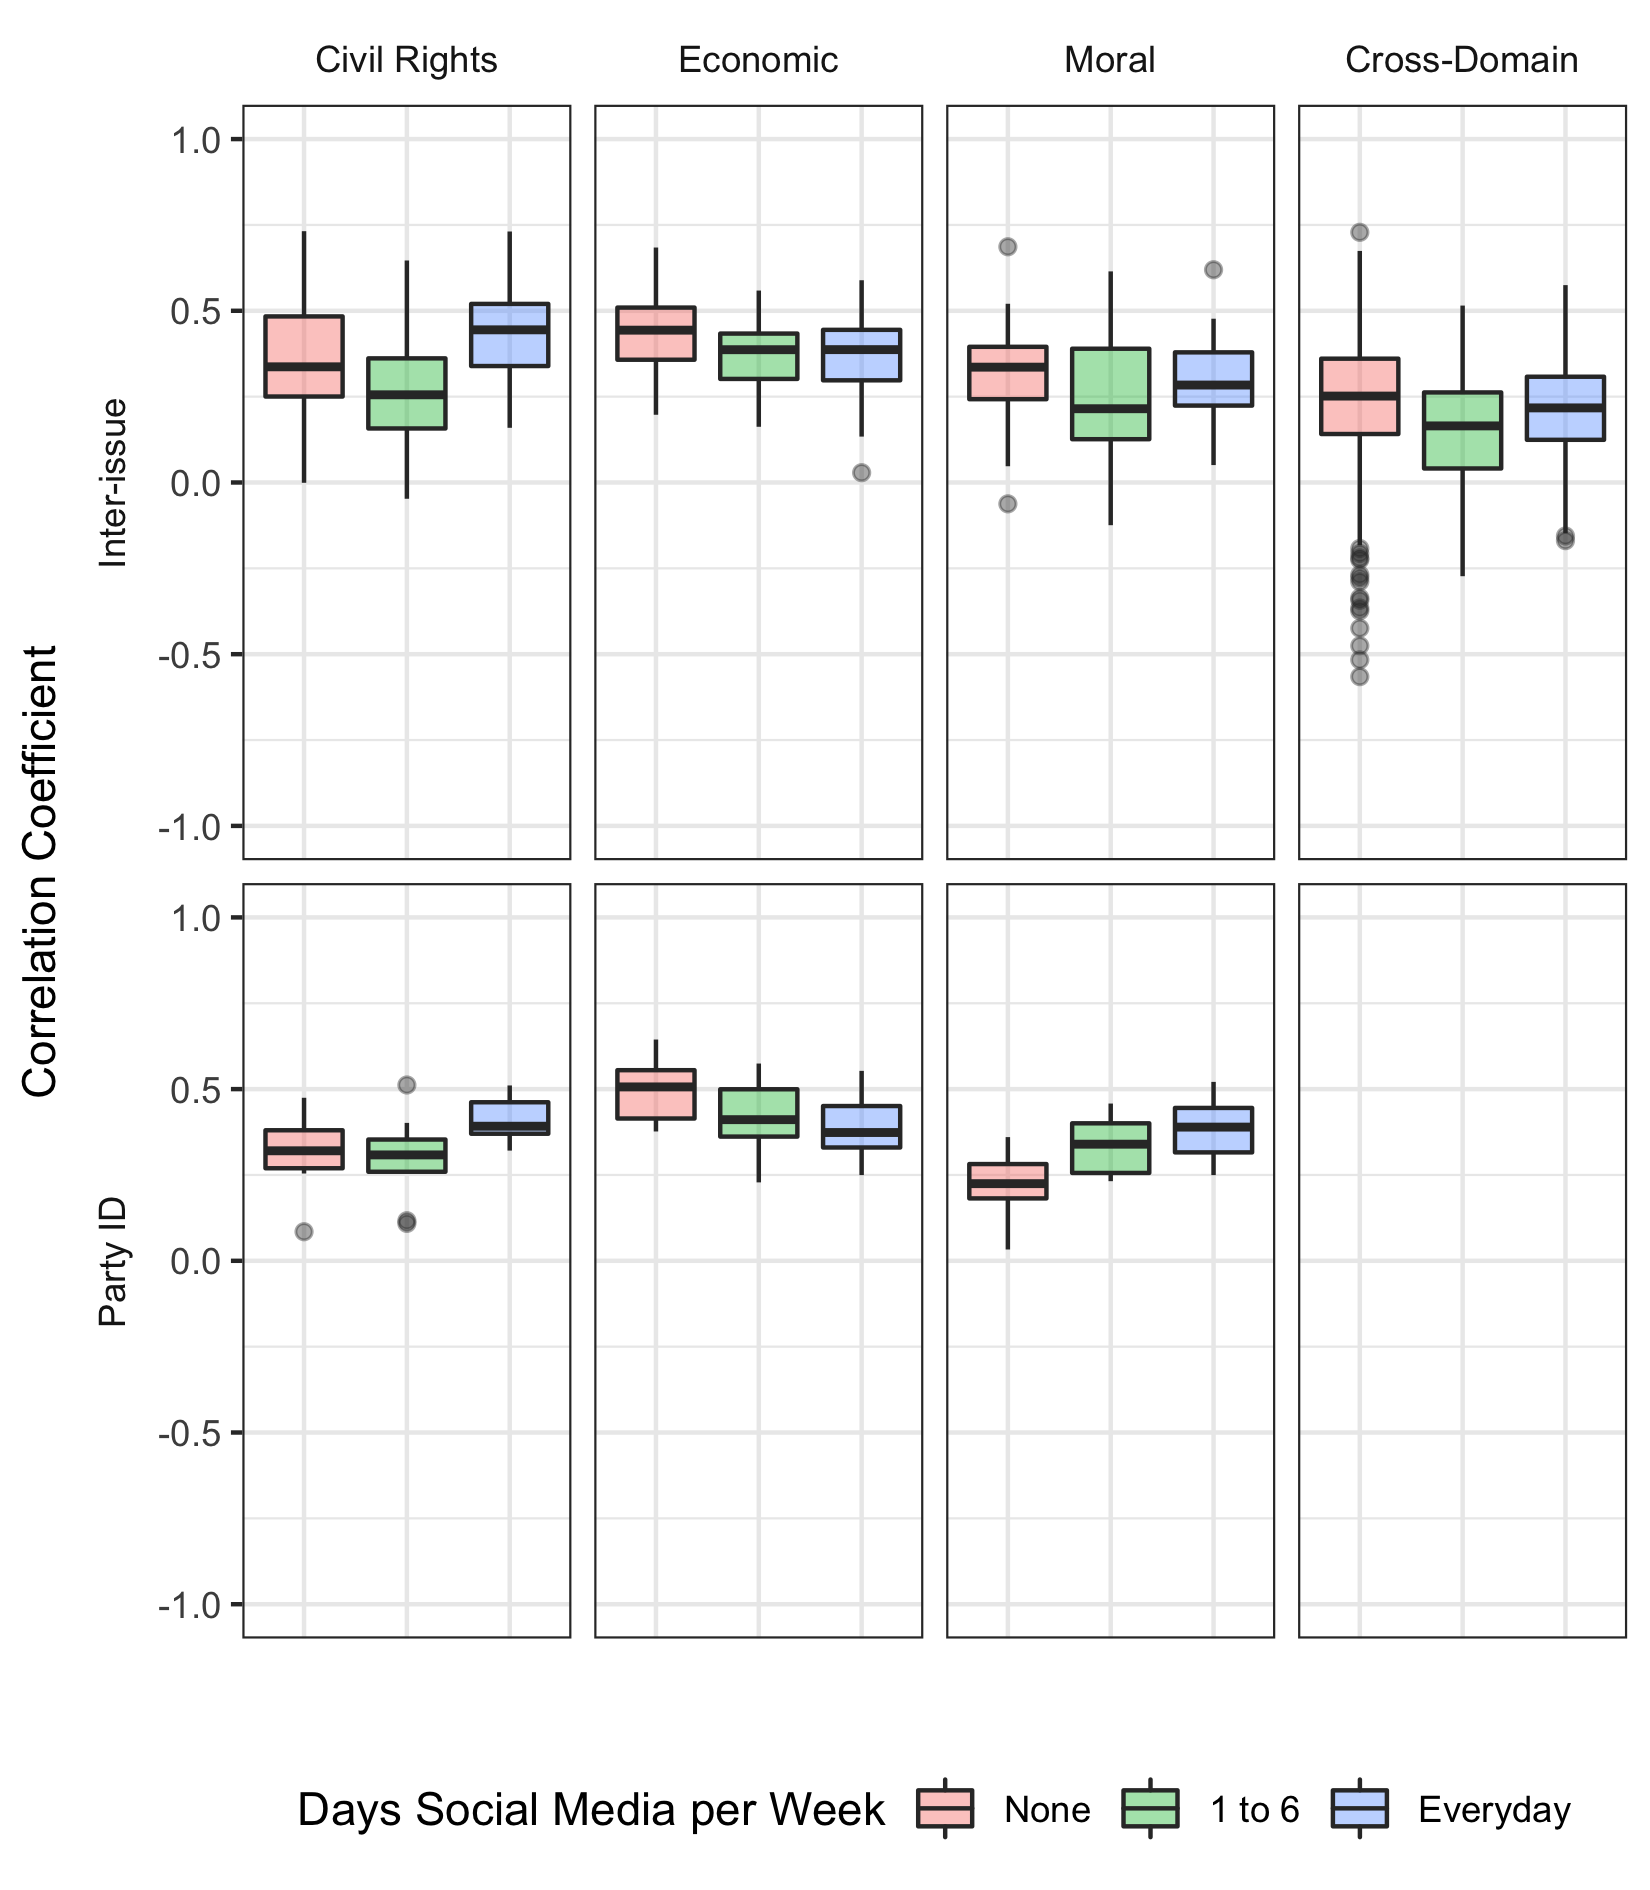 Civil Rights Economic Moral Cross-Domain
Correlation Coefficient
Inter-issue
1.0
0.5
0.0
-0.5
-1.0
Party ID
1.0
0.5
0.0
-0.5
-1.0
Days Social Media per Week None 1 to 6 Everyday